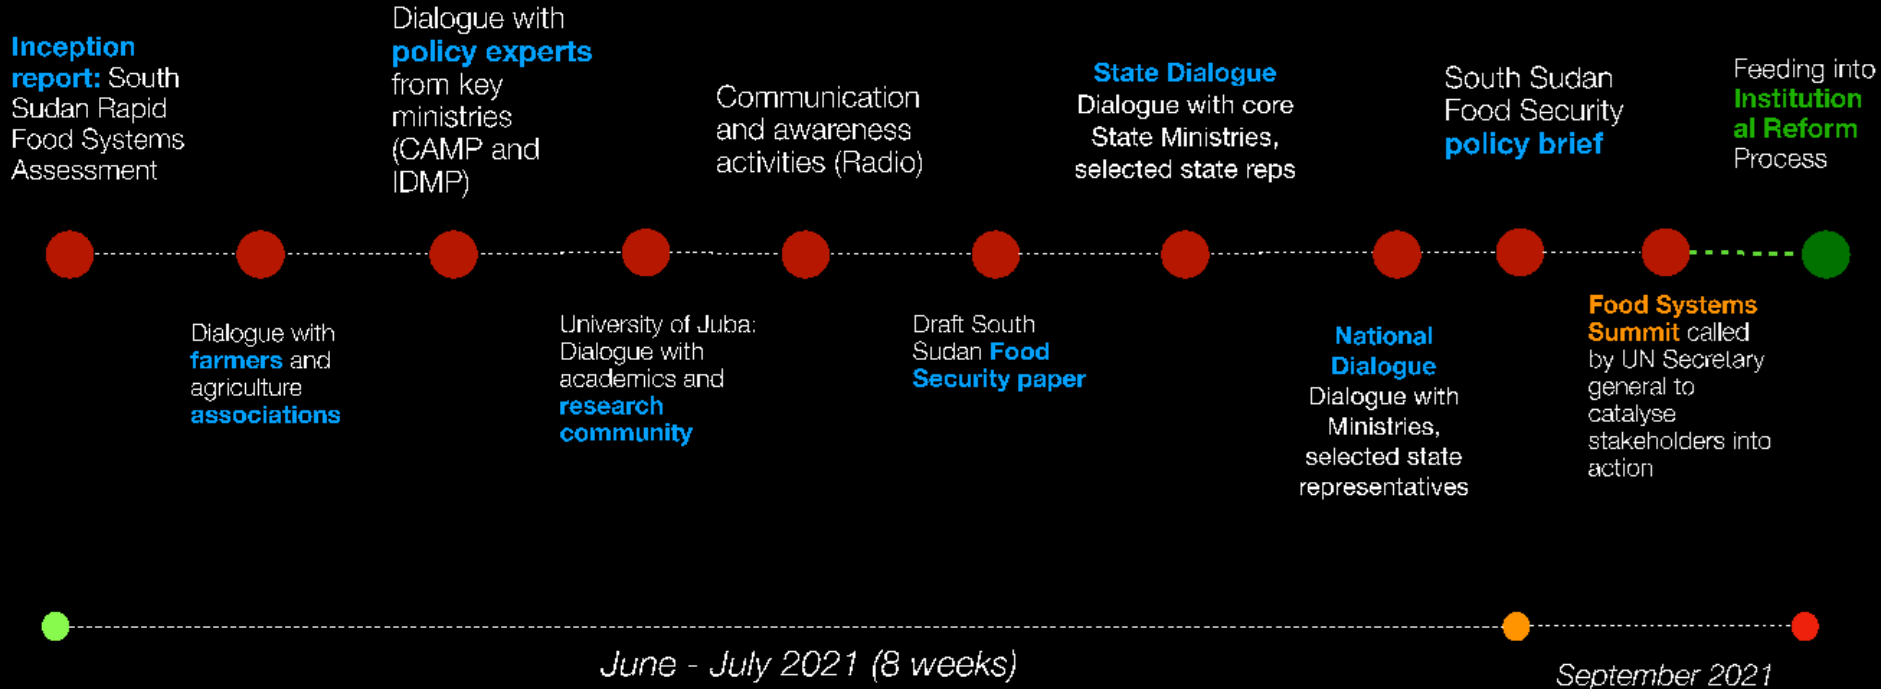 Inception
report: South
Sudan Rapid
Food Systems
Assessment
Dialogue with
farmers and
agriculture
associations
Dialogue with
policy experts
from key
ministries
(CAMP and
IDMP)
University of Juba:
Dialogue with
academics and
research
community
Communication
and awareness
activities (Radio)
Draft South
Sudan Food
Security paper
State Dialogue
Dialogue with core
State Ministries,
selected state reps
National
Dialogue
Dialogue with
Ministries,
selected state
representatives
South Sudan
Food Security
policy brief
Food Systems
Summit called
by UN Secretary
general to
catalyse
stakeholders into
action
Feeding into
Institution
al Reform
Process
June - July 2021 (8 weeks)
September 2021